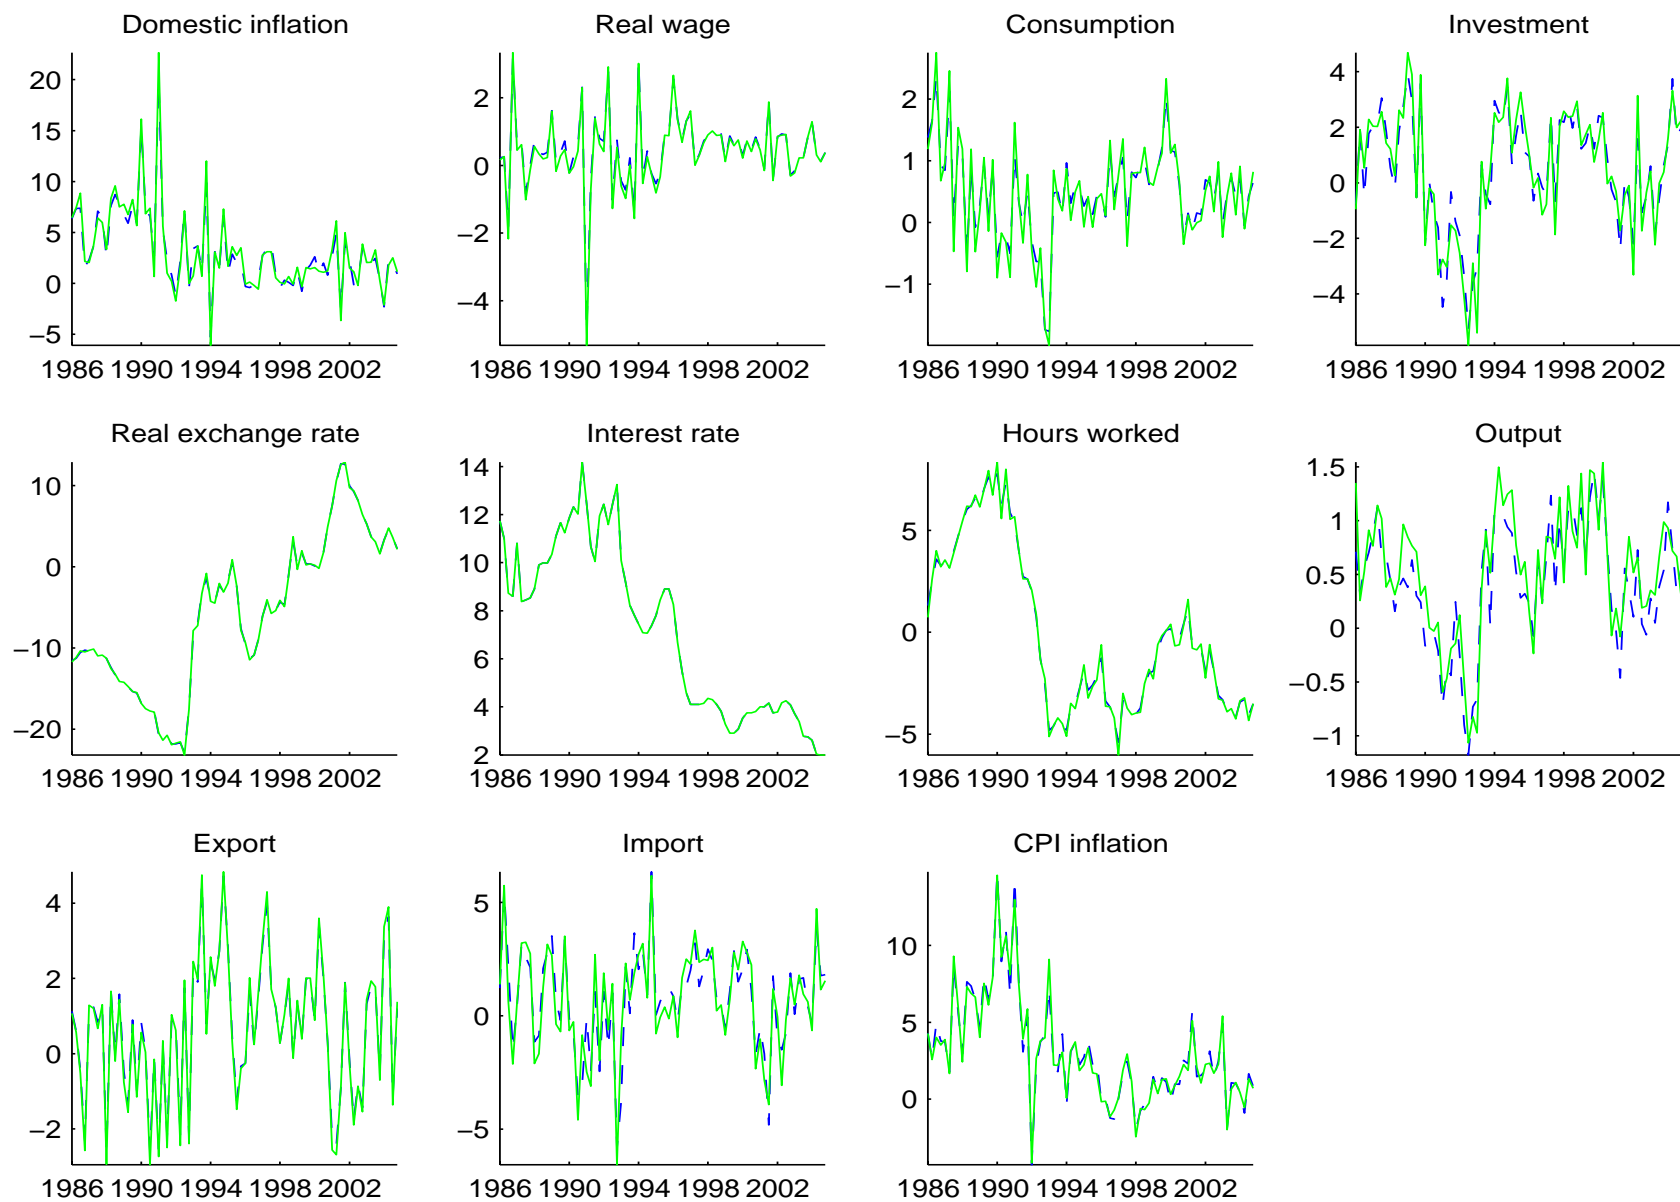 Domestic inflation
20
15
10
5
0
−5
1986 1990 1994 1998 2002
Real wage
2
0
−2
−4
1986 1990 1994 1998 2002
Consumption
2
1
0
−1
1986 1990 1994 1998 2002
Investment
4
2
0
−2
−4
1986 1990 1994 1998 2002
Real exchange rate
10
0
−10
−20
1986 1990 1994 1998 2002
Interest rate
14
12
10
8
6
4
2
1986 1990 1994 1998 2002
Hours worked
5
0
−5
1986 1990 1994 1998 2002
Output
1.5
1
0.5
0
−0.5
−1
1986 1990 1994 1998 2002
Export
4
2
0
−2
1986 1990 1994 1998 2002
Import
5
0
−5
1986 1990 1994 1998 2002
CPI inflation
10
5
0
1986 1990 1994 1998 2002